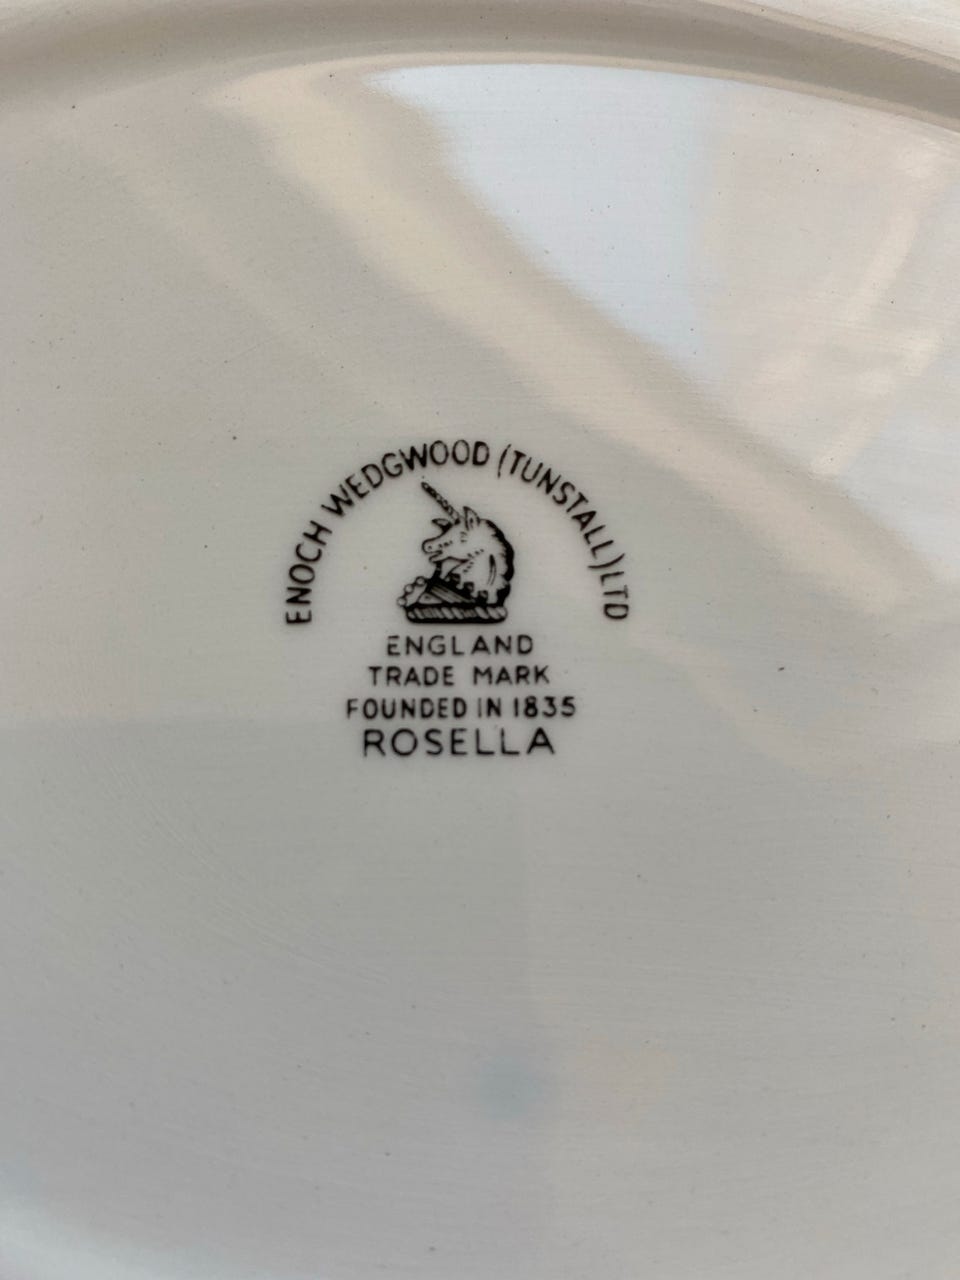 ENOCH WEDGWOOD (TUNSTALL) LTD
ENGLAND
TRADE MARK
FOUNDED IN 1835
ROSELLA